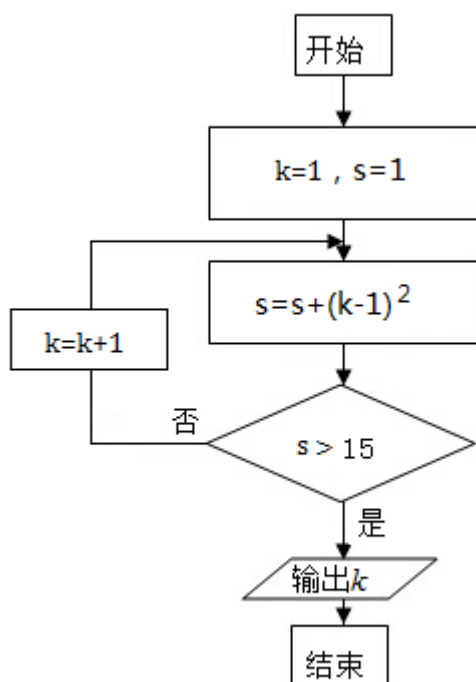 开始
k=1 , s=1
s=s+(k-1)²
k=k+1
否
s > 15
是
输出k
结束